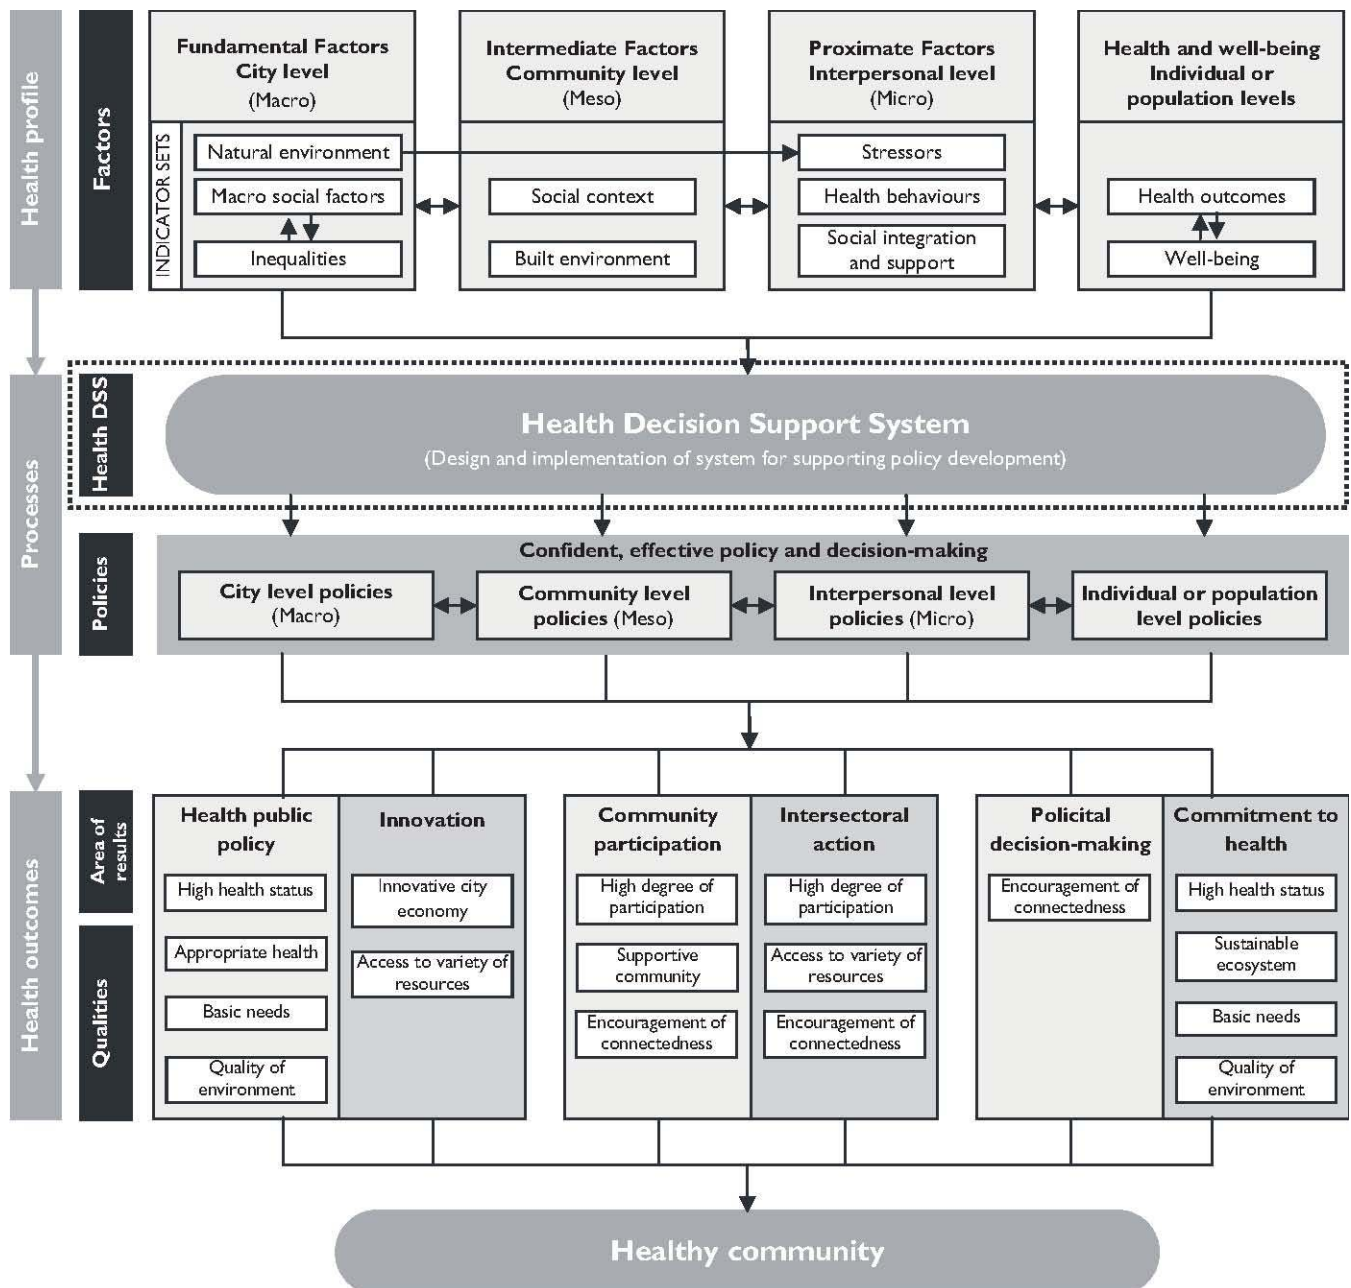 Health profile
Factors
Fundamental Factors
City level
(Macro)
Intermediate Factors
Community level
(Meso)
Proximate Factors
Interpersonal level
(Micro)
Health and well-being
Individual or
population levels
INDICATOR SETS
Natural environment
Macro social factors
Inequalities
Social context
Built environment
Stressors
Health behaviours
Social integration
and support
Health outcomes
Well-being
Processes
Health DSS
Health Decision Support System
(Design and implementation of system for supporting policy development)
Policies
Confident, effective policy and decision-making
City level policies
(Macro)
Community level
policies (Meso)
Interpersonal level
policies (Micro)
Individual or population
level policies
Health outcomes
Area of
results
Qualities
Health public
policy
High health status
Appropriate health
Basic needs
Quality of
environment
Innovation
Innovative city
economy
Access to variety of
resources
Community
participation
High degree of
participation
Supportive
community
Encouragement of
connectedness
Intersectoral
action
High degree of
participation
Access to variety of
resources
Encouragement of
connectedness
Policital
decision-making
Encouragement of
connectedness
Commitment to
health
High health status
Sustainable
ecosystem
Basic needs
Quality of
environment
Healthy community